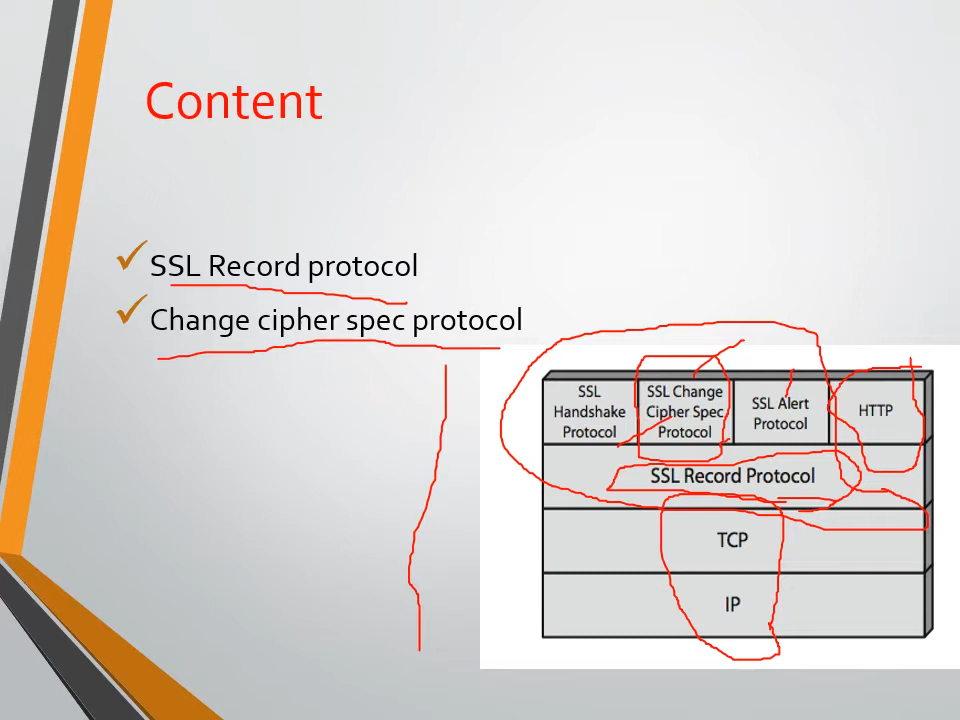 Content
SSL Record protocol
Change cipher spec protocol
SSL
Handshake
Protocol
SSL Change
Cipher Spec
Protocol
SSL Alert
Protocol
HTTP
SSL Record Protocol
TCP
IP